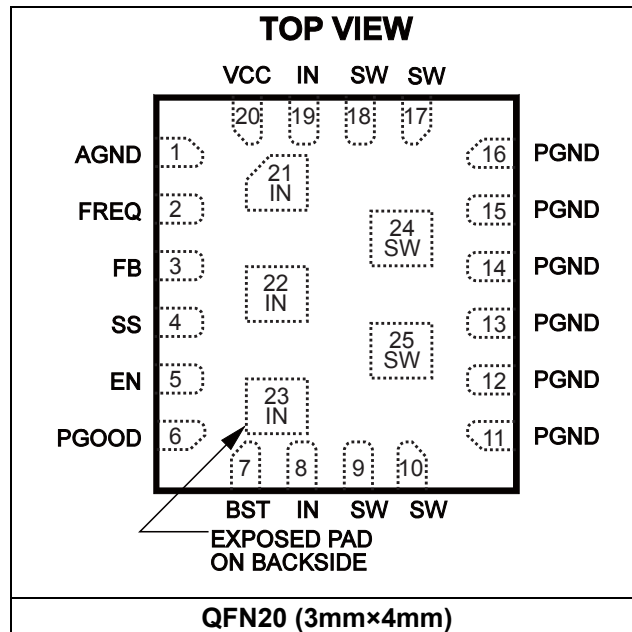 TOP VIEW
VCC IN SW SW
20 19 18 17
AGND 1 16 PGND
21
IN
FREQ 2 15 PGND
24
SW
FB 3 14 PGND
22
IN
SS 4 13 PGND
25
SW
EN 5 12 PGND
23
IN
PGOOD 6 11 PGND
7 8 9 10
BST IN SW SW
EXPOSED PAD
ON BACKSIDE
QFN20 (3mm×4mm)